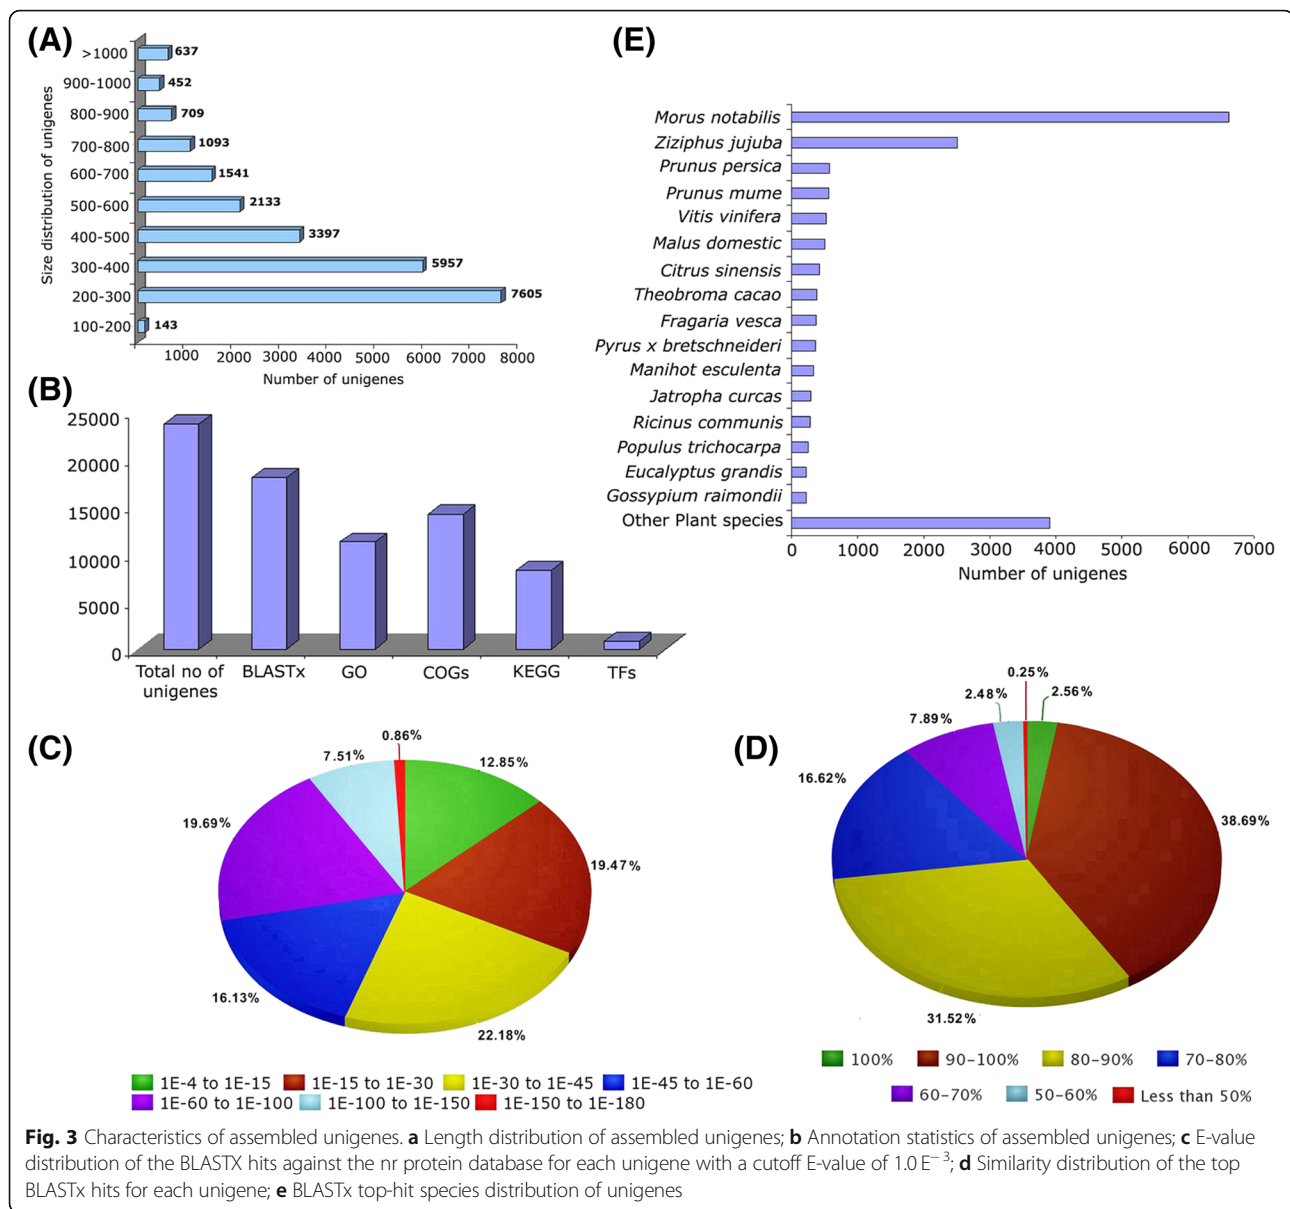 (A)
Size distribution of unigenes
>1000
637
900-1000
452
800-900
709
700-800
1093
600-700
1541
500-600
2133
400-500
3397
300-400
5957
200-300
7605
100-200
143
1000 2000 3000 4000 5000 6000 7000 8000
Number of unigenes
(B)
25000
20000
15000
10000
5000
0
Total no of unigenes
BLASTx
GO
COGs
KEGG
TFs
(E)
Morus notabilis
Ziziphus jujuba
Prunus persica
Prunus mume
Vitis vinifera
Malus domestic
Citrus sinensis
Theobroma cacao
Fragaria vesca
Pyrus x bretschneideri
Manihot esculenta
Jatropha curcas
Ricinus communis
Populus trichocarpa
Eucalyptus grandis
Gossypium raimondii
Other Plant species
0 1000 2000 3000 4000 5000 6000 7000
Number of unigenes
(C)
0.86%
7.51%
12.85%
19.69%
19.47%
16.13%
22.18%
1E-4 to 1E-15 1E-15 to 1E-30 1E-30 to 1E-45 1E-45 to 1E-60
1E-60 to 1E-100 1E-100 to 1E-150 1E-150 to 1E-180
(D)
0.25%
2.48%
2.56%
7.89%
16.62%
38.69%
31.52%
100% 90-100% 80-90% 70-80%
60-70% 50-60% Less than 50%
Fig. 3 Characteristics of assembled unigenes. a Length distribution of assembled unigenes; b Annotation statistics of assembled unigenes; c E-value
distribution of the BLASTX hits against the nr protein database for each unigene with a cutoff E-value of 1.0 E⁻³; d Similarity distribution of the top
BLASTx hits for each unigene; e BLASTx top-hit species distribution of unigenes